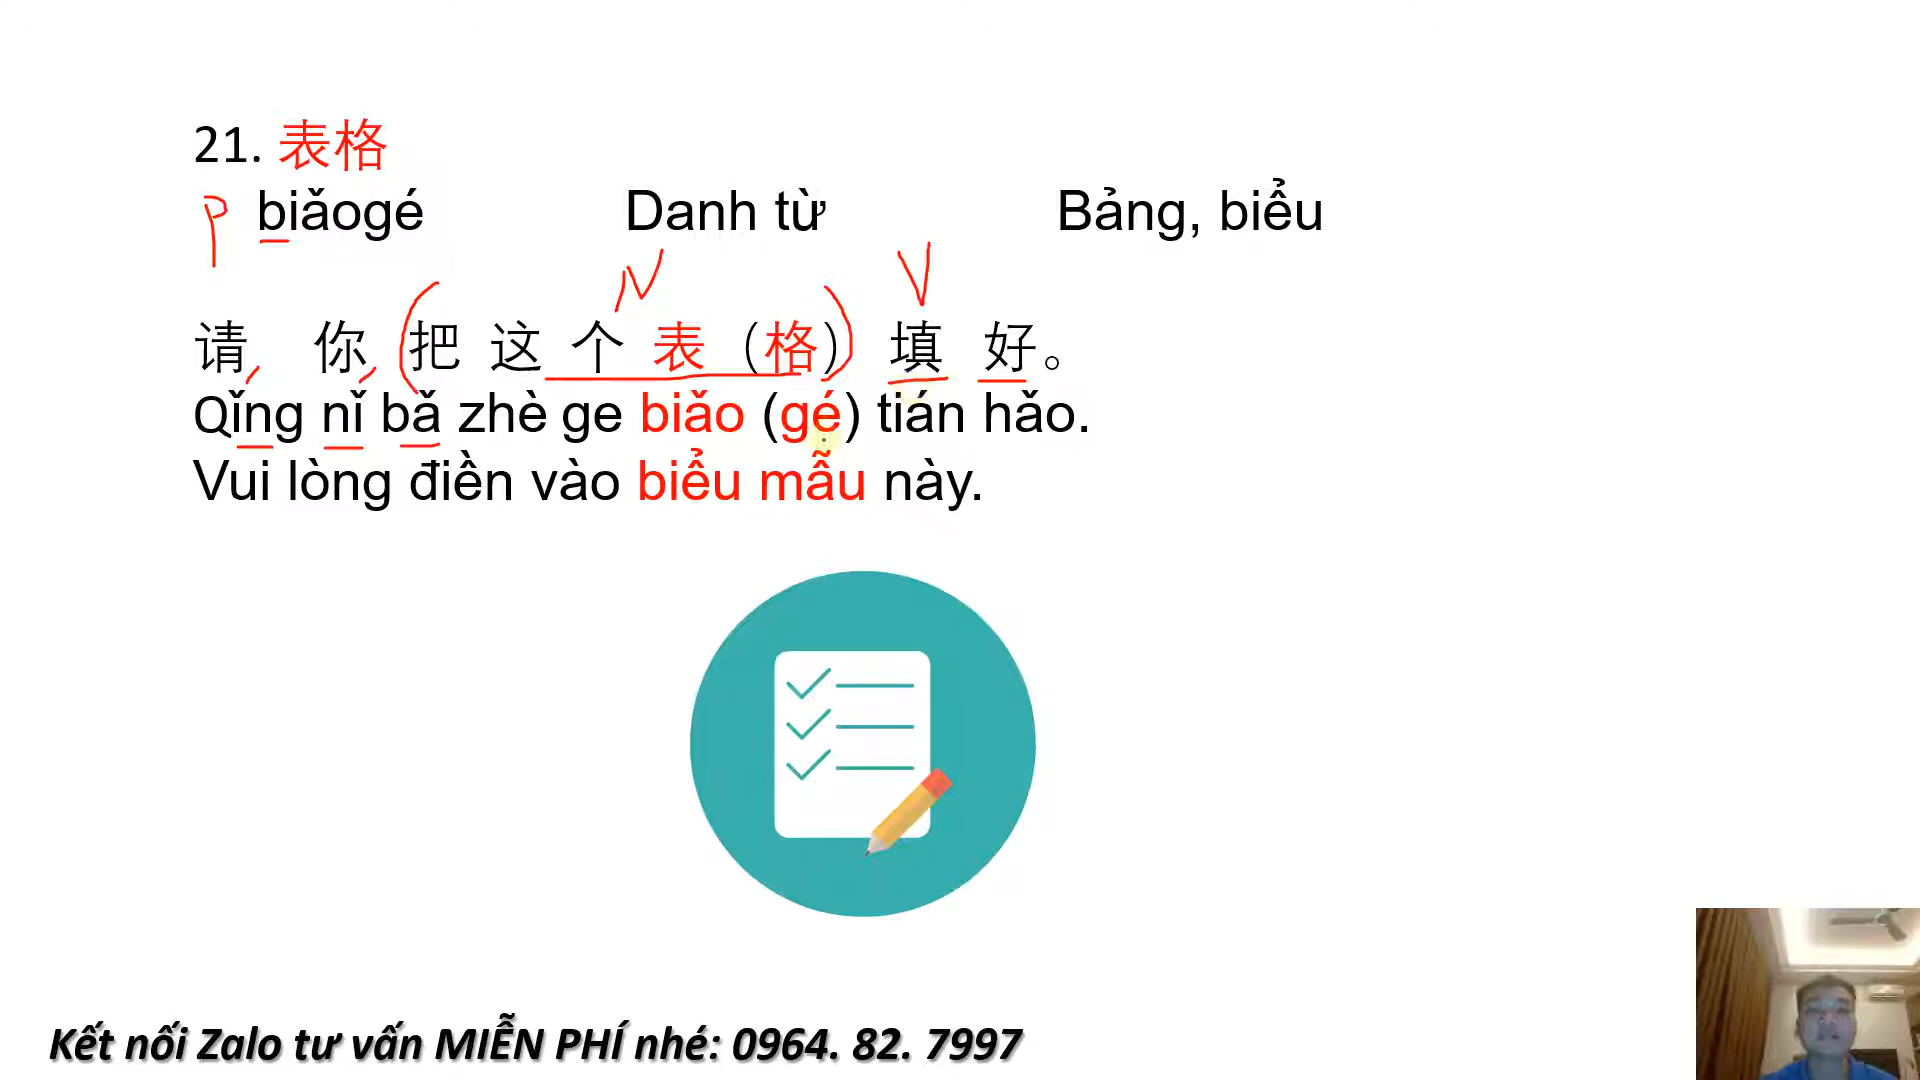 21. 表格
p biǎogé Danh từ Bảng, biểu
N V
请 你 把 这 个 表（格） 填 好。
Qǐng nǐ bǎ zhè ge biǎo (gé) tián hǎo.
Vui lòng điền vào biểu mẫu này.
Kết nối Zalo tư vấn MIỄN PHÍ nhé: 0964. 82. 7997